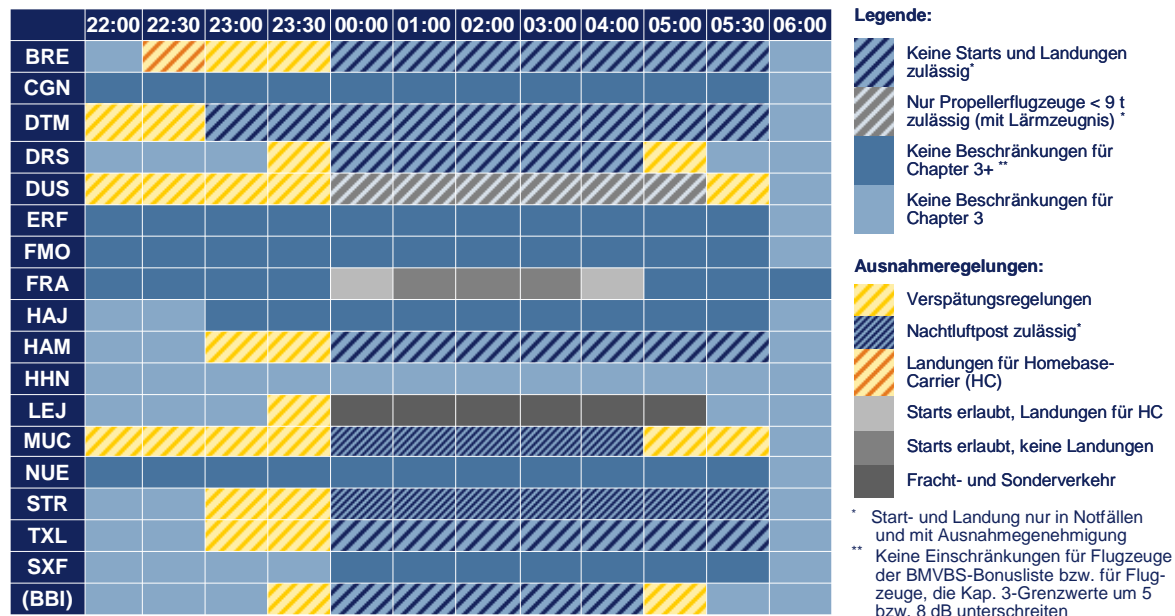 22:00 22:30 23:00 23:30 00:00 01:00 02:00 03:00 04:00 05:00 05:30 06:00
BRE
CGN
DTM
DRS
DUS
ERF
FMO
FRA
HAJ
HAM
HHN
LEJ
MUC
NUE
STR
TXL
SXF
(BBI)
Legende:
Keine Starts und Landungen
zulässig*
Nur Propellerflugzeuge < 9 t
zulässig (mit Lärmzeugnis) *
Keine Beschränkungen für
Chapter 3+ **
Keine Beschränkungen für
Chapter 3
Ausnahmeregelungen:
Verspätungsregelungen
Nachtluftpost zulässig*
Landungen für Homebase-
Carrier (HC)
Starts erlaubt, Landungen für HC
Starts erlaubt, keine Landungen
Fracht- und Sonderverkehr
* Start- und Landung nur in Notfällen
und mit Ausnahmegenehmigung
** Keine Einschränkungen für Flugzeuge
der BMVBS-Bonusliste bzw. für Flug-
zeuge, die Kap. 3-Grenzwerte um 5
bzw. 8 dB unterschreiten